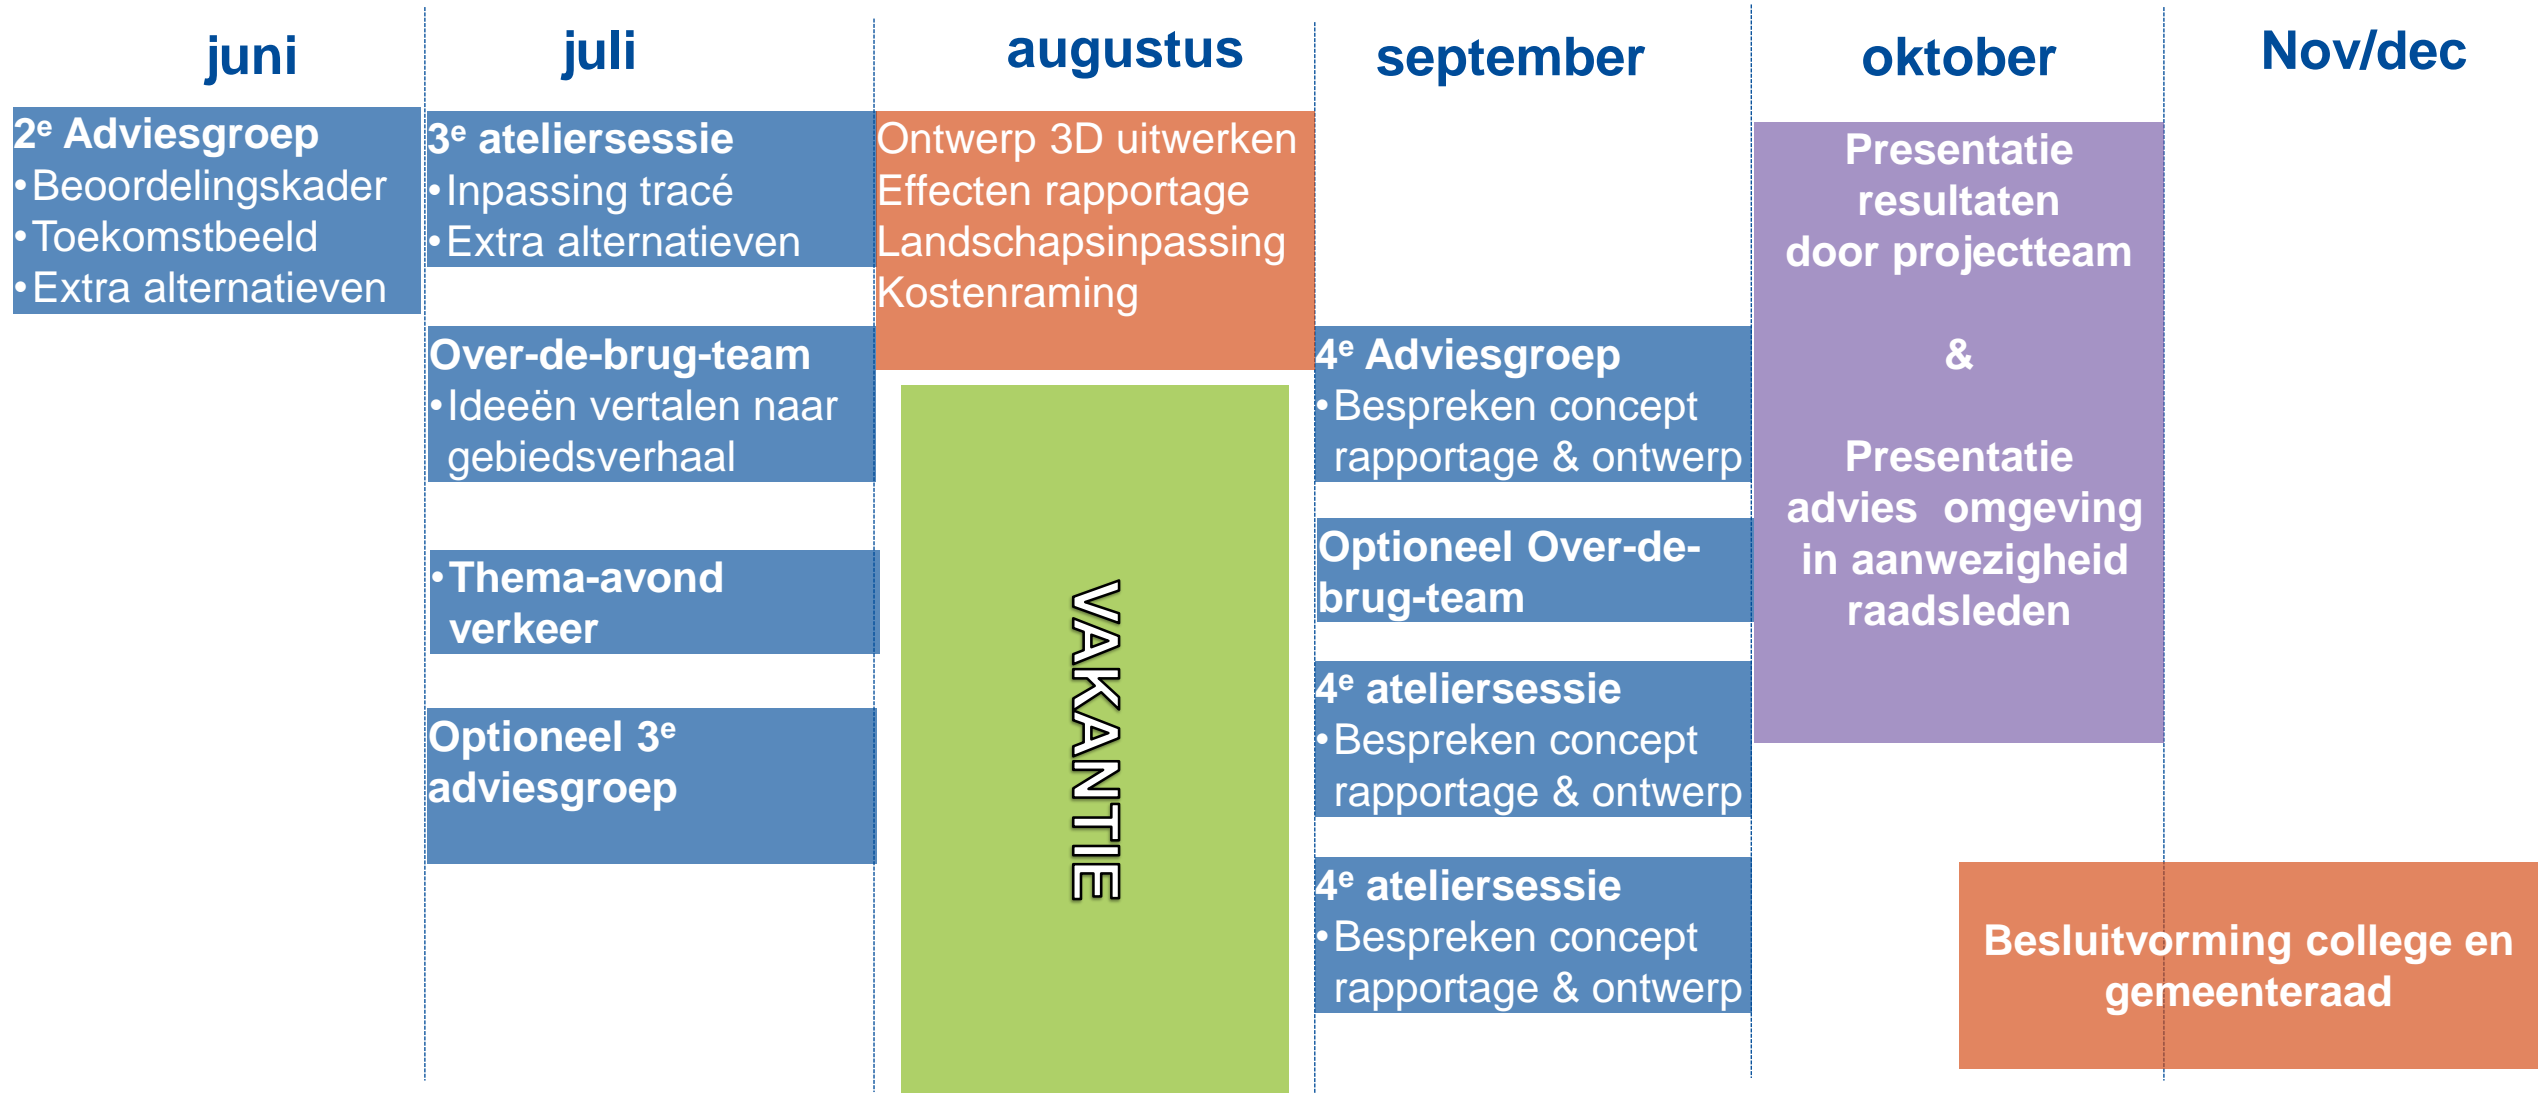 juni
juli
augustus
september
oktober
Nov/dec
2e Adviesgroep
•Beoordelingskader
•Toekomstbeeld
•Extra alternatieven
3e ateliersessie
•Inpassing tracé
•Extra alternatieven
Over-de-brug-team
•Ideeën vertalen naar
gebiedsverhaal
•Thema-avond
verkeer
Optioneel 3e
adviesgroep
Ontwerp 3D uitwerken
Effecten rapportage
Landschapsinpassing
Kostenraming
VAKANTIE
4e Adviesgroep
•Bespreken concept
rapportage & ontwerp
Optioneel Over-de-
brug-team
4e ateliersessie
•Bespreken concept
rapportage & ontwerp
4e ateliersessie
•Bespreken concept
rapportage & ontwerp
Presentatie
resultaten
door projectteam
&
Presentatie
advies omgeving
in aanwezigheid
raadsleden
Besluitvorming college en
gemeenteraad